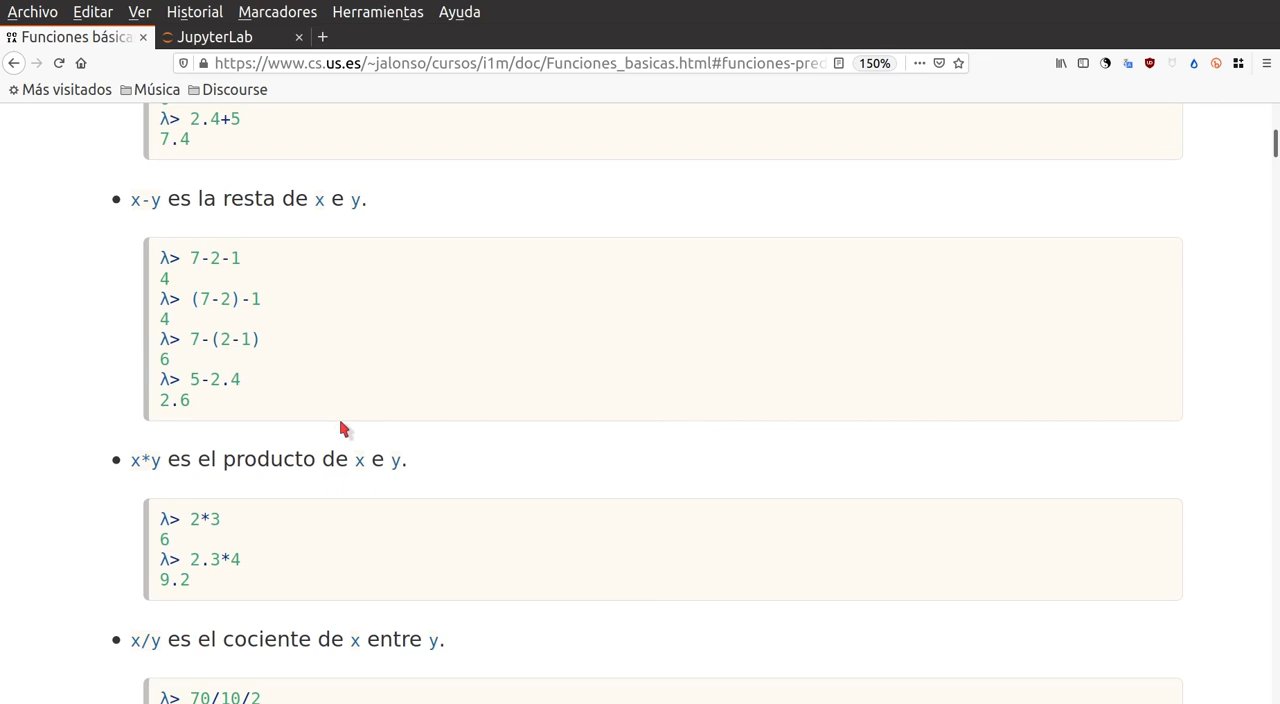 Archivo Editar Ver Historial Marcadores Herramientas Ayuda
Funciones básica × JupyterLab × +
https://www.cs.us.es/~jalonso/cursos/i1m/doc/Funciones_basicas.html#funciones-pred 150% ...
Más visitados Música Discourse
λ> 2.4+5
7.4
• x-y es la resta de x e y.
λ> 7-2-1
4
λ> (7-2)-1
4
λ> 7-(2-1)
6
λ> 5-2.4
2.6
• x*y es el producto de x e y.
λ> 2*3
6
λ> 2.3*4
9.2
• x/y es el cociente de x entre y.
λ> 70/10/2